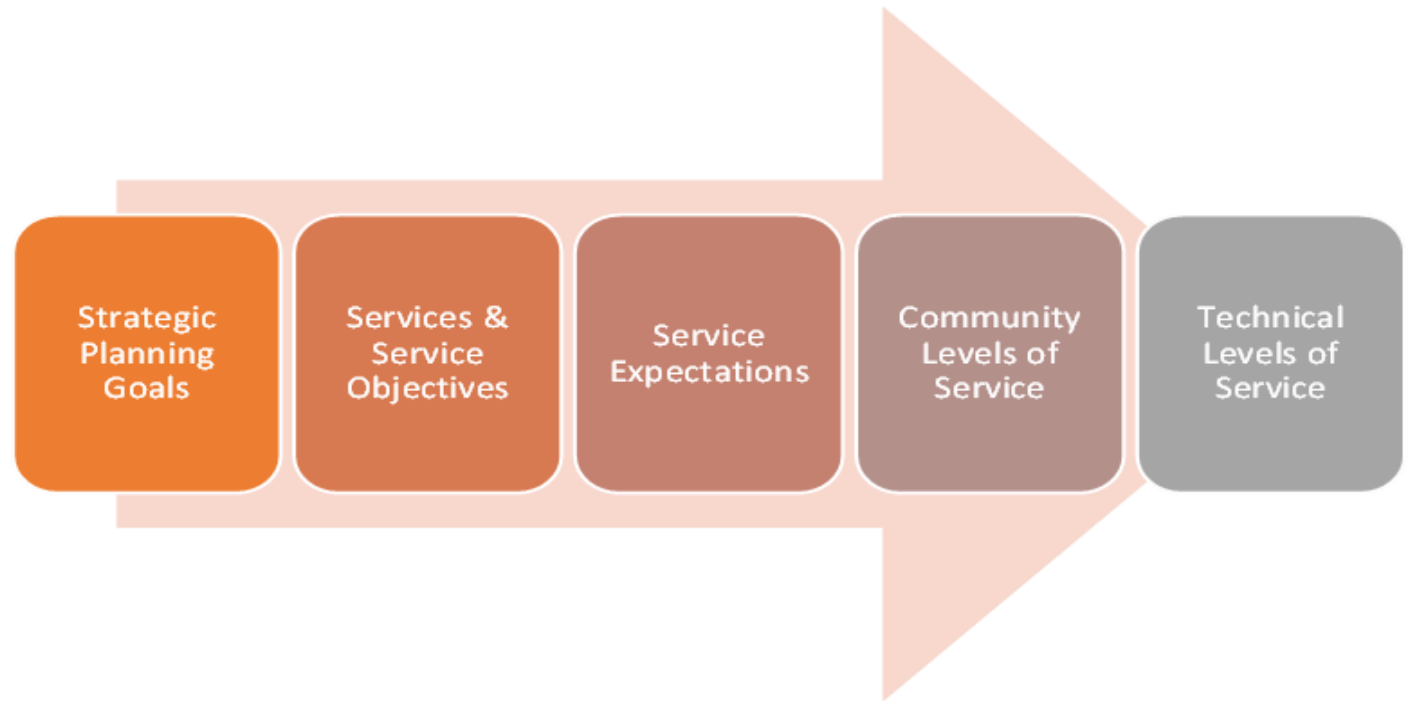 Strategic
Planning
Goals
Services &
Service
Objectives
Service
Expectations
Community
Levels of
Service
Technical
Levels of
Service